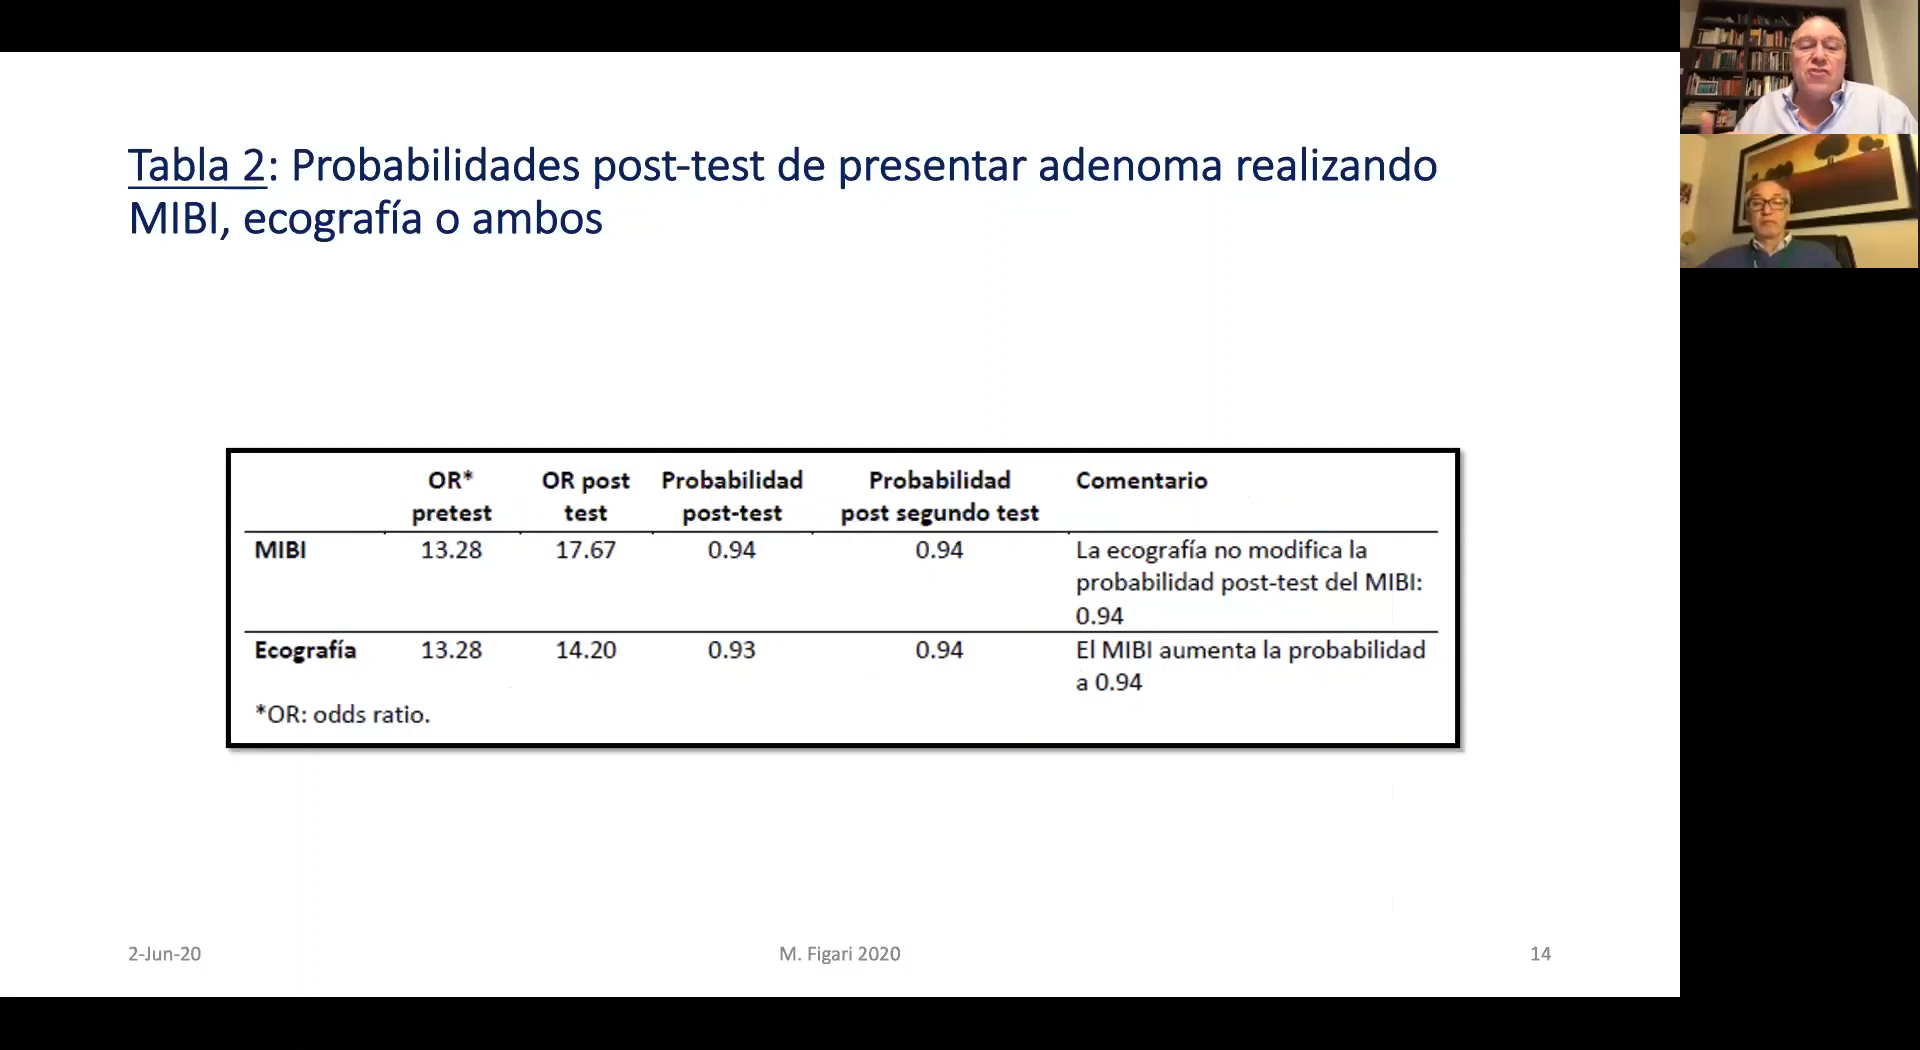 Tabla 2: Probabilidades post-test de presentar adenoma realizando
MIBI, ecografía o ambos
OR* pretest OR post test Probabilidad post-test Probabilidad post segundo test Comentario
MIBI 13.28 17.67 0.94 0.94 La ecografía no modifica la
probabilidad post-test del MIBI:
0.94
Ecografía 13.28 14.20 0.93 0.94 El MIBI aumenta la probabilidad
a 0.94
*OR: odds ratio.
2-Jun-20 M. Figari 2020 14